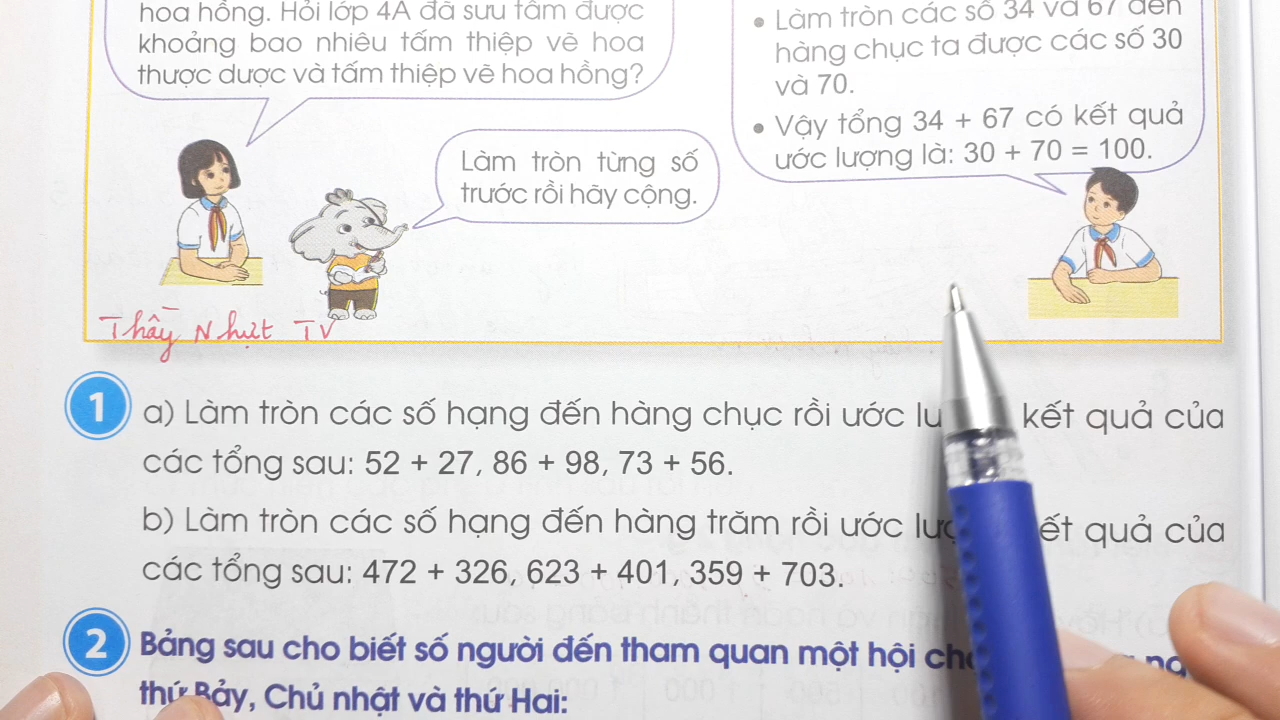 hoa hồng. Hỏi lớp 4A đã sưu tầm được
khoảng bao nhiêu tấm thiệp vẽ hoa
thược dược và tấm thiệp vẽ hoa hồng?
• Làm tròn các số 34 và 67 đến
hàng chục ta được các số 30
và 70.
• Vậy tổng 34 + 67 có kết quả
ước lượng là: 30 + 70 = 100.
Làm tròn từng số
trước rồi hãy cộng.
Thầy Nhựt TV
1 a) Làm tròn các số hạng đến hàng chục rồi ước kết quả của
các tổng sau: 52 + 27, 86 + 98, 73 + 56.
b) Làm tròn các số hạng đến hàng trăm rồi ước quả của
các tổng sau: 472 + 326, 623 + 401, 359 + 703.
2 Bảng sau cho biết số người đến tham quan một hội
thứ Bảy, Chủ nhật và thứ Hai: